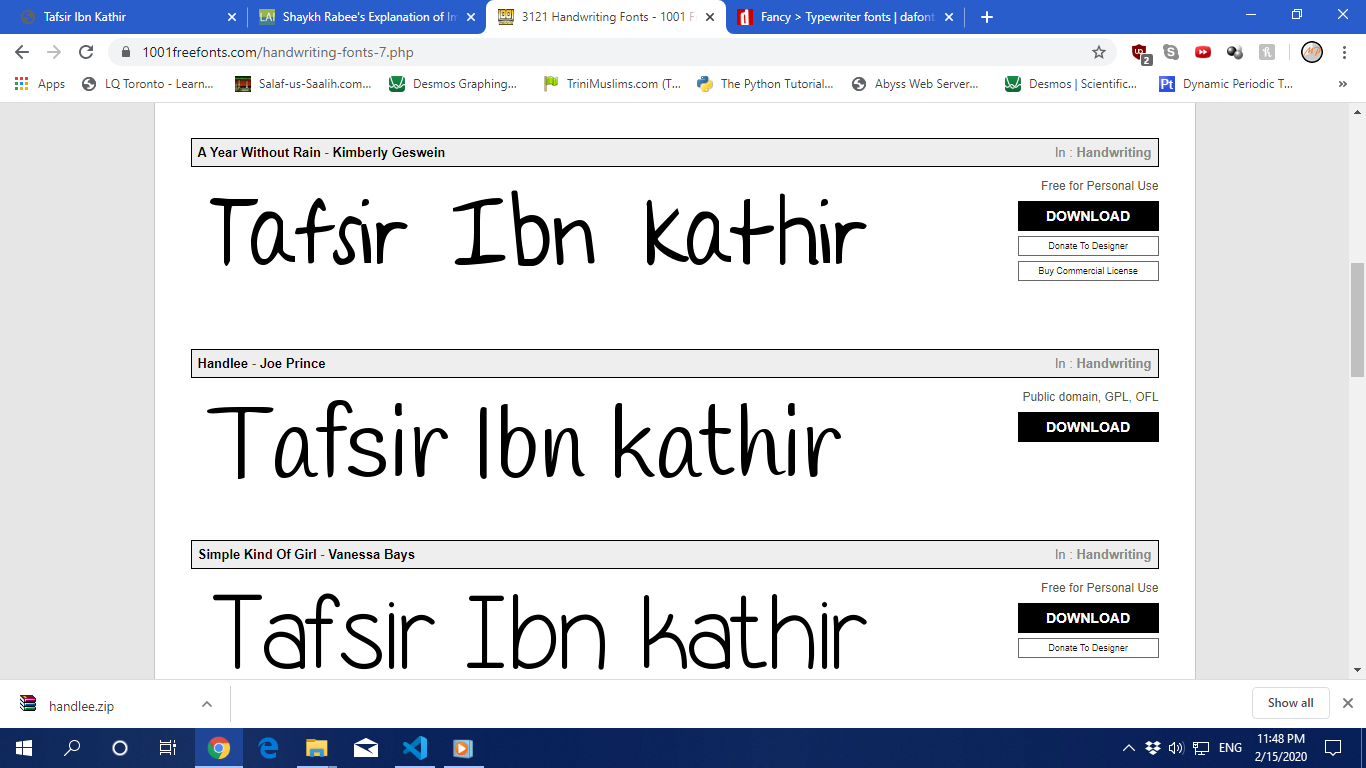 Tafsir Ibn Kathir
Shaykh Rabee's Explanation of Im
3121 Handwriting Fonts - 1001 F
Fancy > Typewriter fonts | dafont
1001freefonts.com/handwriting-fonts-7.php
2
Apps
LQ Toronto - Learn...
Salaf-us-Saalih.com...
Desmos Graphing...
TriniMuslims.com (T...
The Python Tutorial...
Abyss Web Server...
Desmos | Scientific...
Pt
Dynamic Periodic T...
»
A Year Without Rain - Kimberly Geswein
In : Handwriting
Tafsir Ibn kathir
Free for Personal Use
DOWNLOAD
Donate To Designer
Buy Commercial License
Handlee - Joe Prince
In : Handwriting
Tafsir Ibn kathir
Public domain, GPL, OFL
DOWNLOAD
Simple Kind Of Girl - Vanessa Bays
In : Handwriting
Tafsir Ibn kathir
Free for Personal Use
DOWNLOAD
Donate To Designer
handlee.zip
Show all
ENG
11:48 PM
2/15/2020